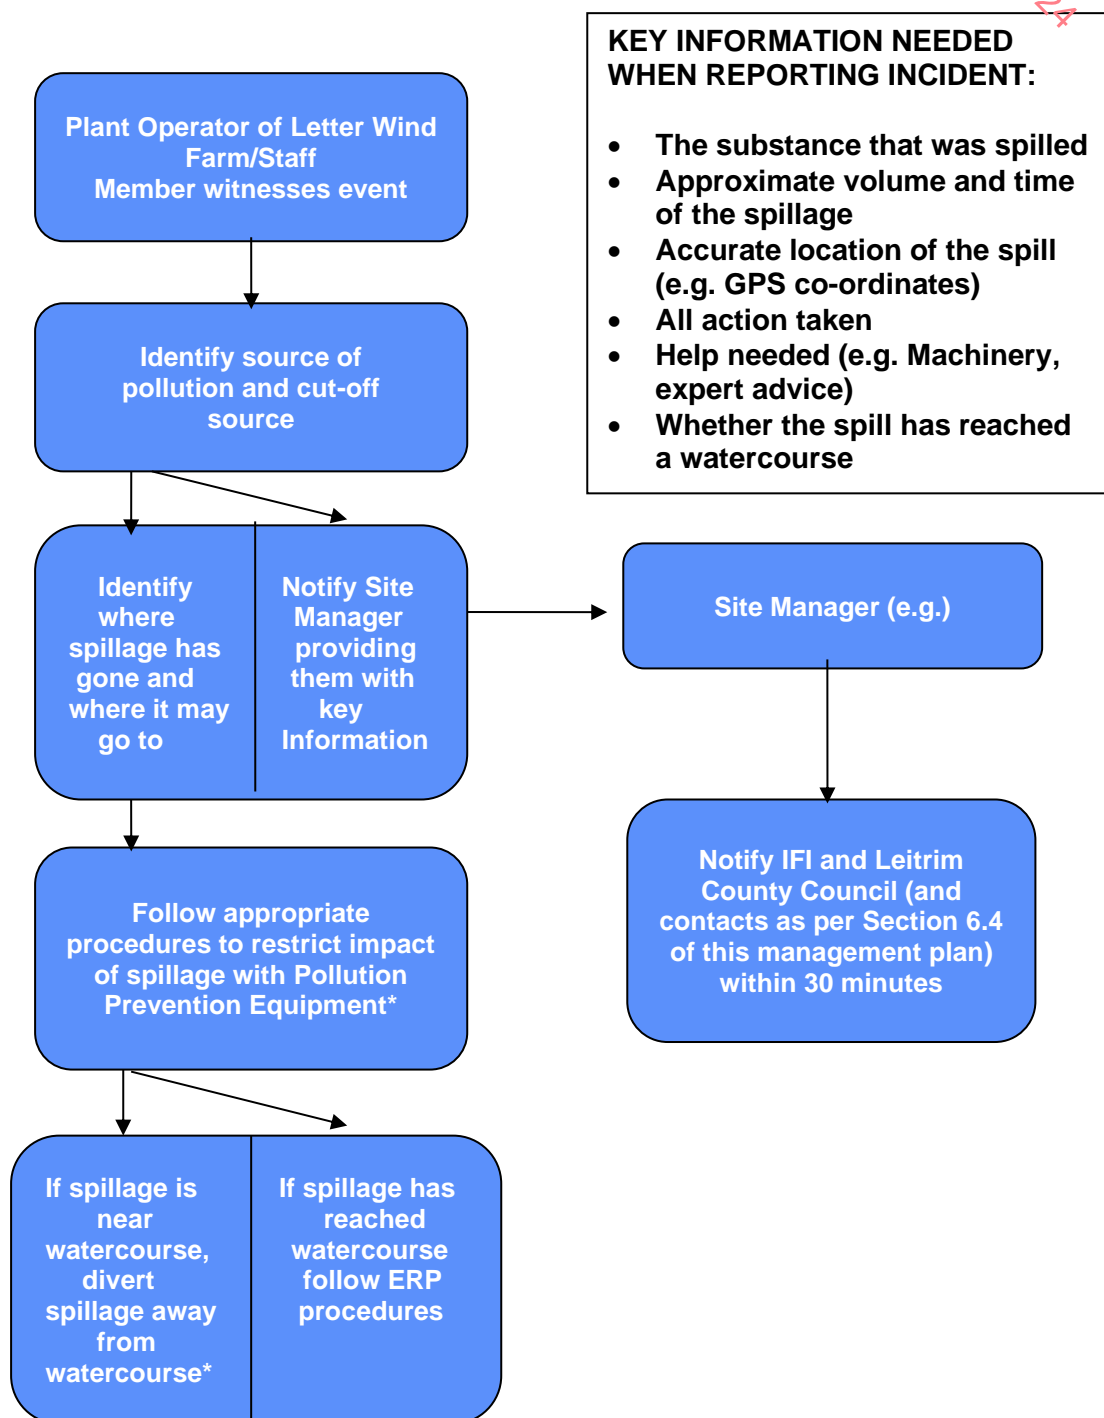 24
KEY INFORMATION NEEDED
WHEN REPORTING INCIDENT:
• The substance that was spilled
• Approximate volume and time
of the spillage
• Accurate location of the spill
(e.g. GPS co-ordinates)
• All action taken
• Help needed (e.g. Machinery,
expert advice)
• Whether the spill has reached
a watercourse
Plant Operator of Letter Wind
Farm/Staff
Member witnesses event
Identify source of
pollution and cut-off
source
Identify
where
spillage has
gone and
where it may
go to
Notify Site
Manager
providing
them with
key
Information
Site Manager (e.g.)
Notify IFI and Leitrim
County Council (and
contacts as per Section 6.4
of this management plan)
within 30 minutes
Follow appropriate
procedures to restrict impact
of spillage with Pollution
Prevention Equipment*
If spillage is
near
watercourse,
divert
spillage away
from
watercourse*
If spillage has
reached
watercourse
follow ERP
procedures